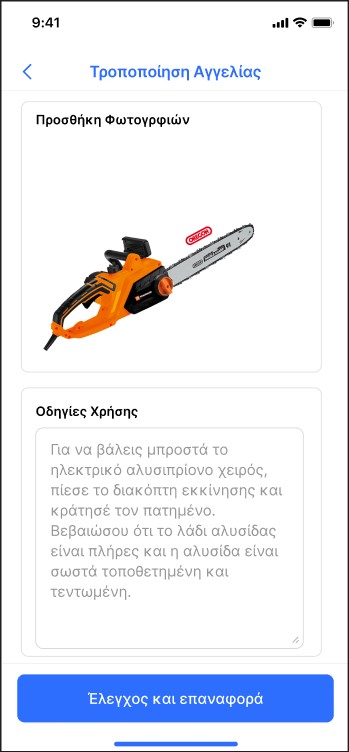 9:41
Τροποποίηση Αγγελίας
Προσθήκη Φωτογρφιών
OREGON
Οδηγίες Χρήσης
Για να βάλεις μπροστά το
ηλεκτρικό αλυσιπρίονο χειρός,
πίεσε το διακόπτη εκκίνησης και
κράτησέ τον πατημένο.
Βεβαιώσου ότι το λάδι αλυσίδας
είναι πλήρες και η αλυσίδα είναι
σωστά τοποθετημένη και
τεντωμένη.
Έλεγχος και επαναφορά